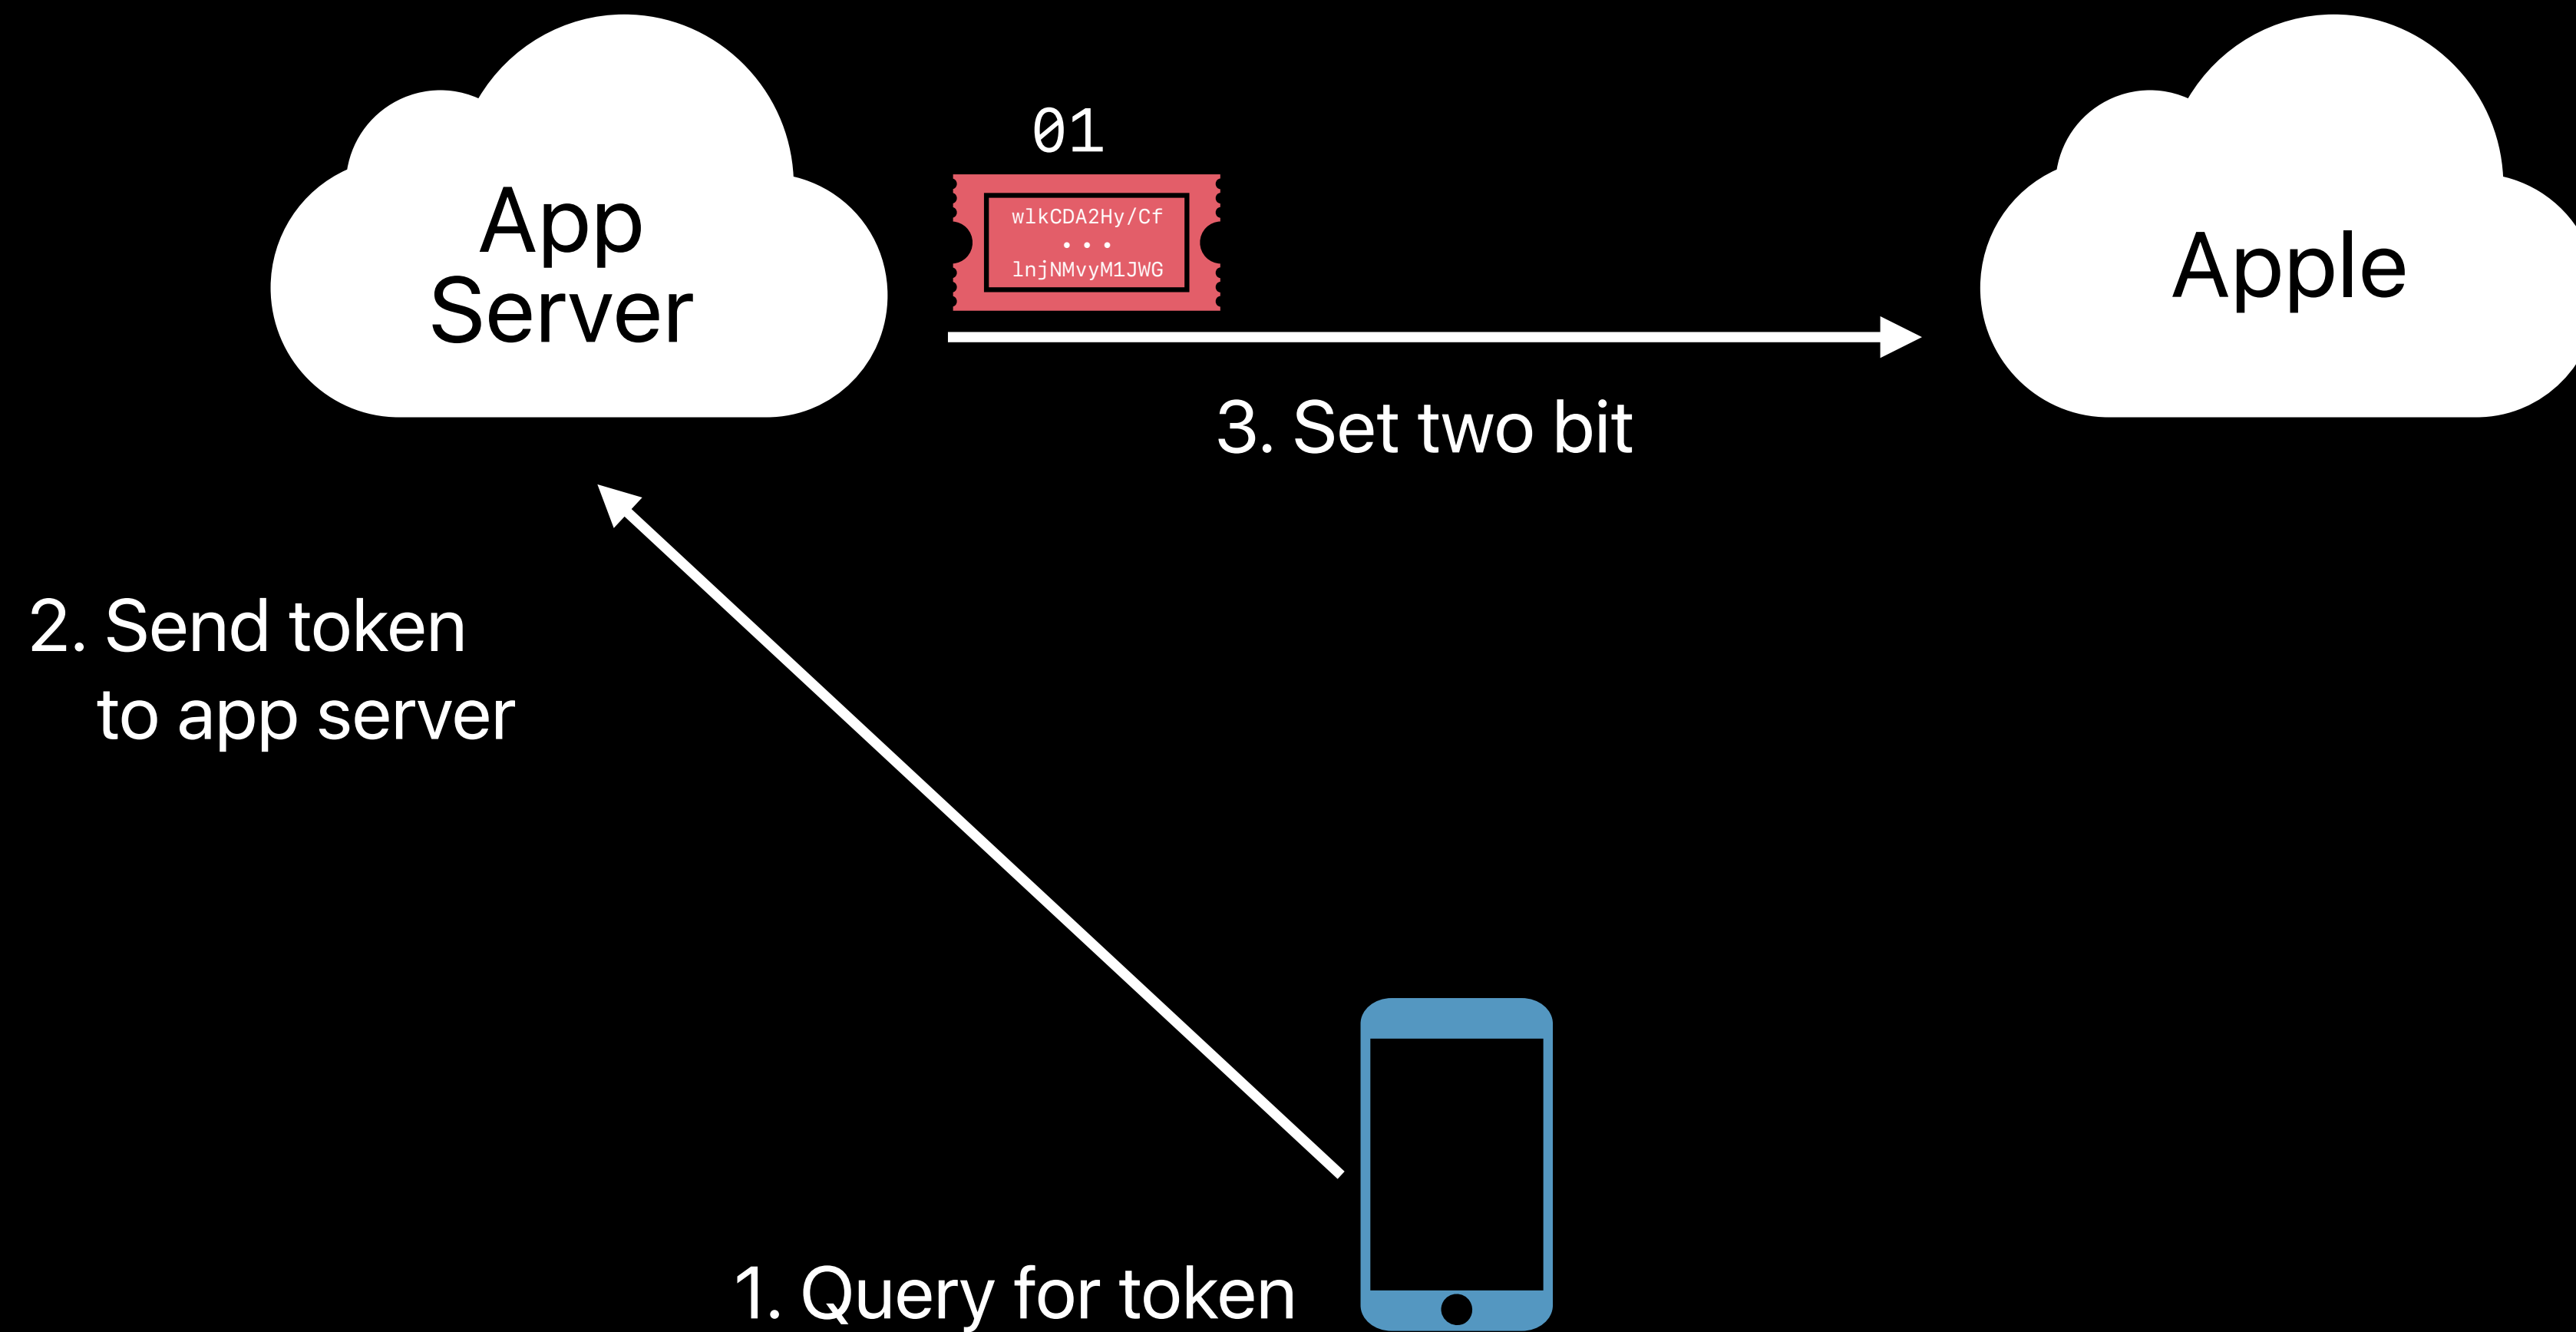 App
Server
01
wlkCDA2Hy/Cf
• • •
lnjNMvyM1JWG
Apple
3. Set two bit
2. Send token
to app server
1. Query for token